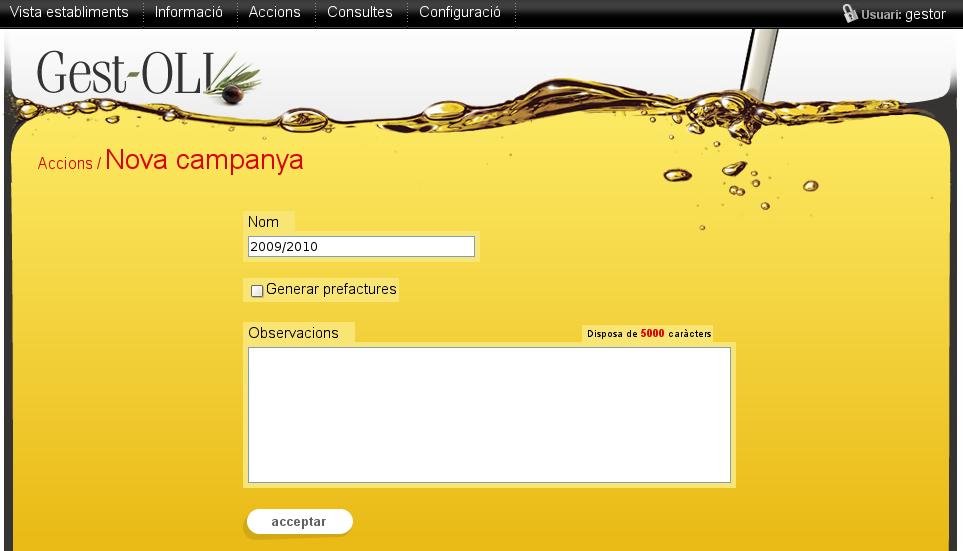 Vista establiments Informació Accions Consultes Configuració Usuari: gestor
Gest-OLI
Accions / Nova campanya
Nom
2009/2010
Generar prefactures
Observacions Disposa de 5000 caràcters
acceptar